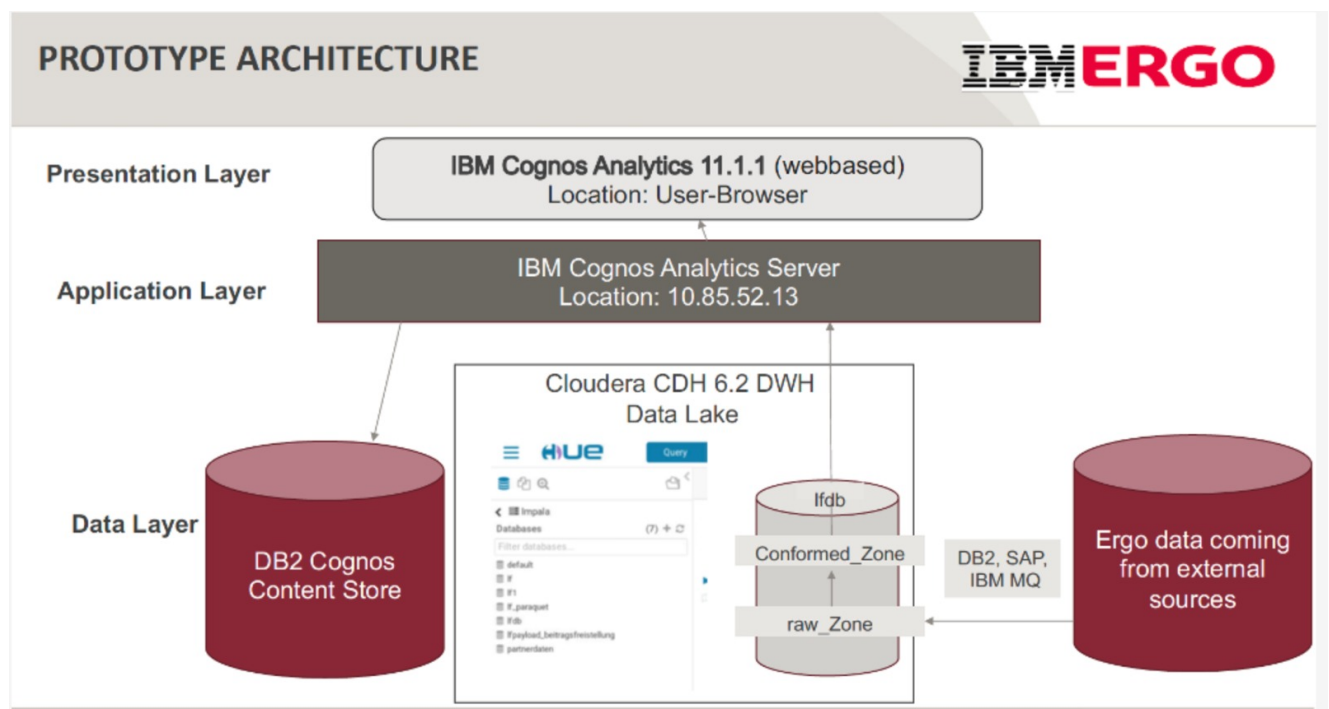 PROTOTYPE ARCHITECTURE
IBM ERGO
Presentation Layer
IBM Cognos Analytics 11.1.1 (webbased)
Location: User-Browser
Application Layer
IBM Cognos Analytics Server
Location: 10.85.52.13
Data Layer
DB2 Cognos
Content Store
Cloudera CDH 6.2 DWH
Data Lake
HUE
Query
Impala
Databases
(7)
Filter databases...
default
lf
lf1
lf_paraquet
lfdb
lfpayload_beitragsfreistellung
partnerdaten
lfdb
Conformed_Zone
raw_Zone
DB2, SAP,
IBM MQ
Ergo data coming
from external
sources